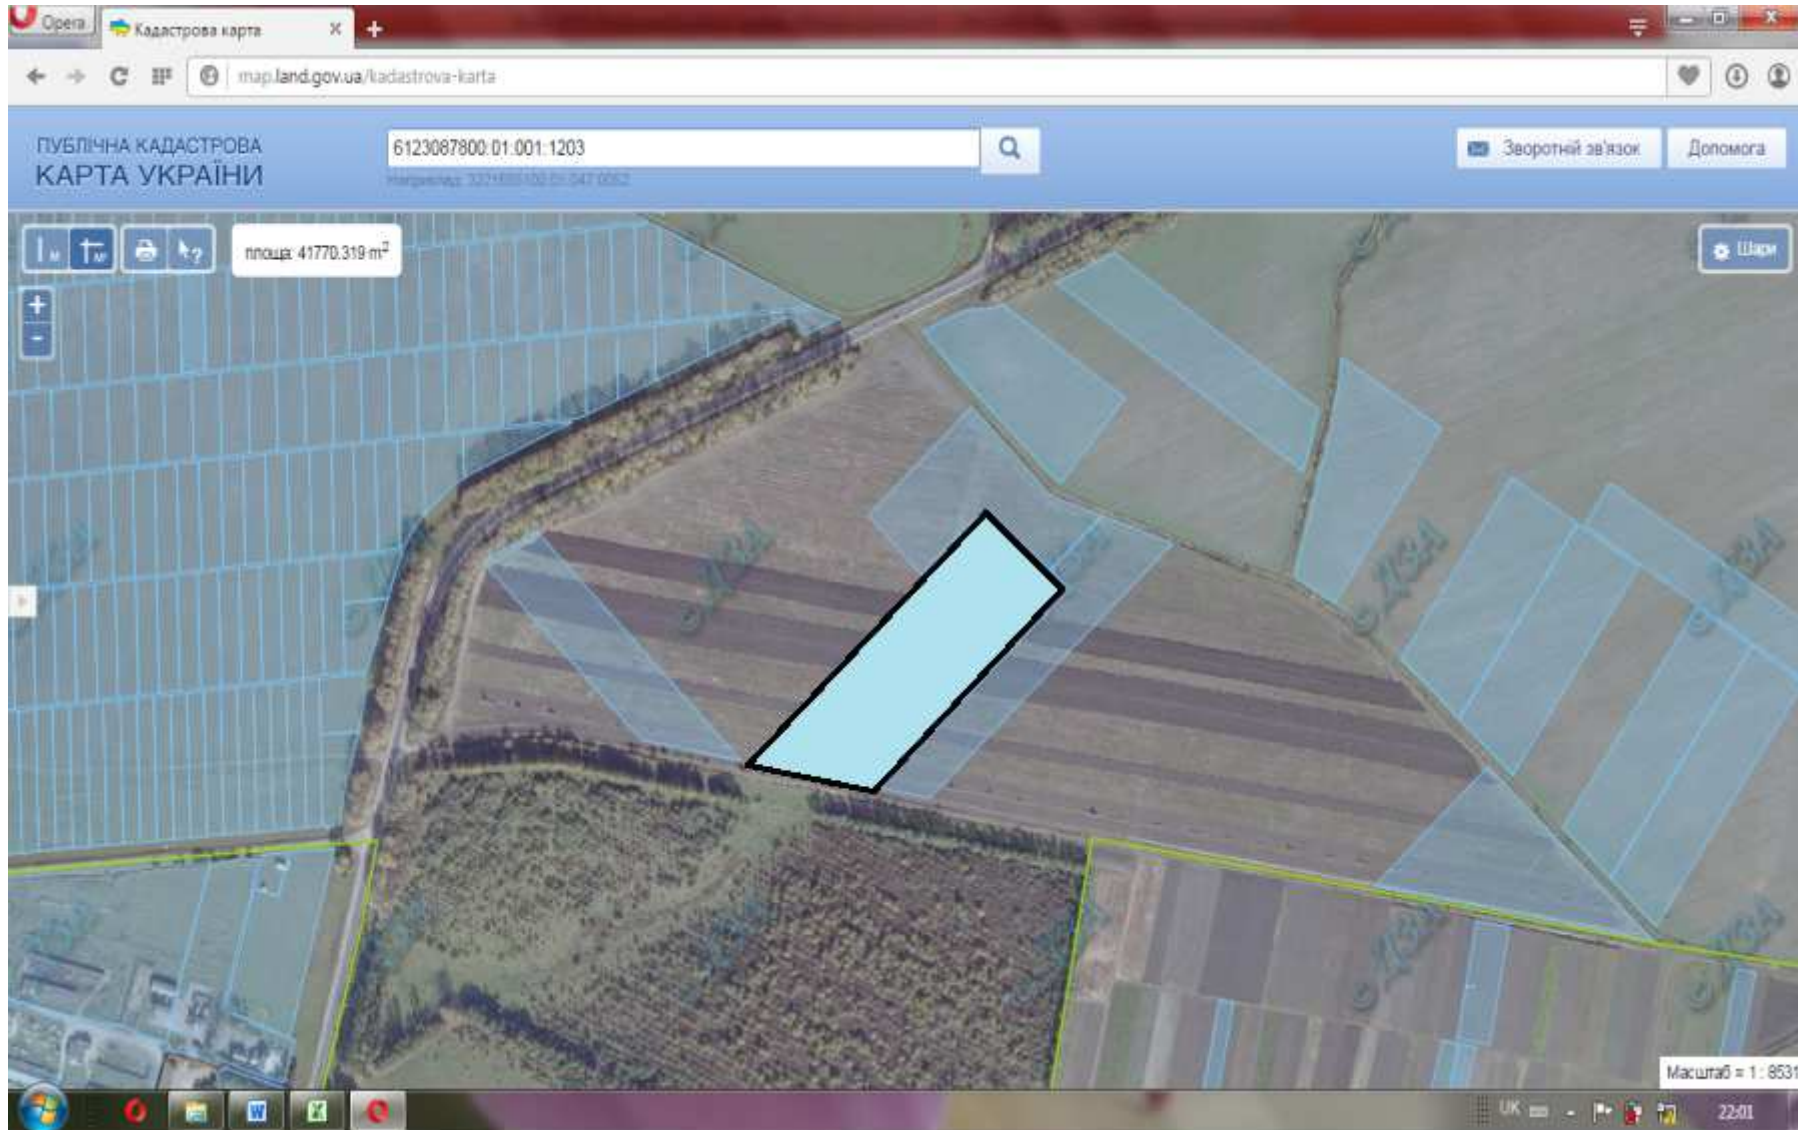 Opera
Кадастрова карта
map.land.gov.ua/kadastrova-karta
ПУБЛІЧНА КАДАСТРОВА
КАРТА УКРАЇНИ
6123087800:01:001:1203
Зворотній зв'язок
Допомога
площа: 41770.319 m²
Шари
© ДЗА
Масштаб = 1 : 8531
UK
22:01